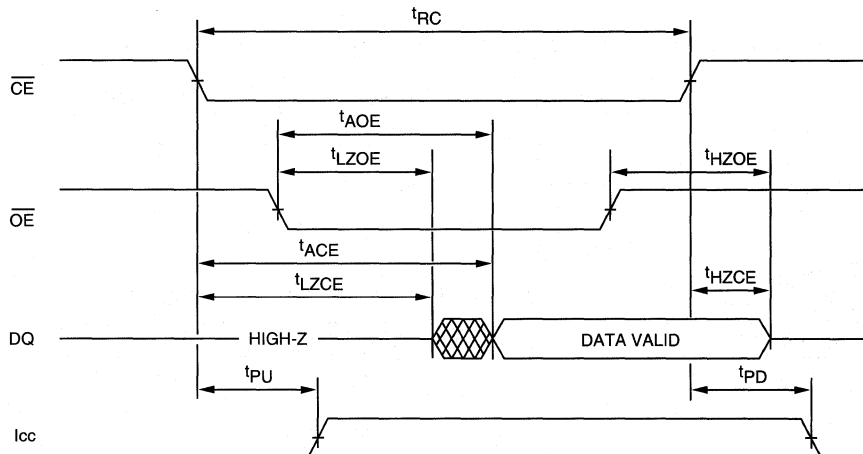 tRC
CE
tAOE
tLZOE
tHZOE
OE
tACE
tLZCE
tHZCE
DQ
HIGH-Z
DATA VALID
tPU
tPD
Icc